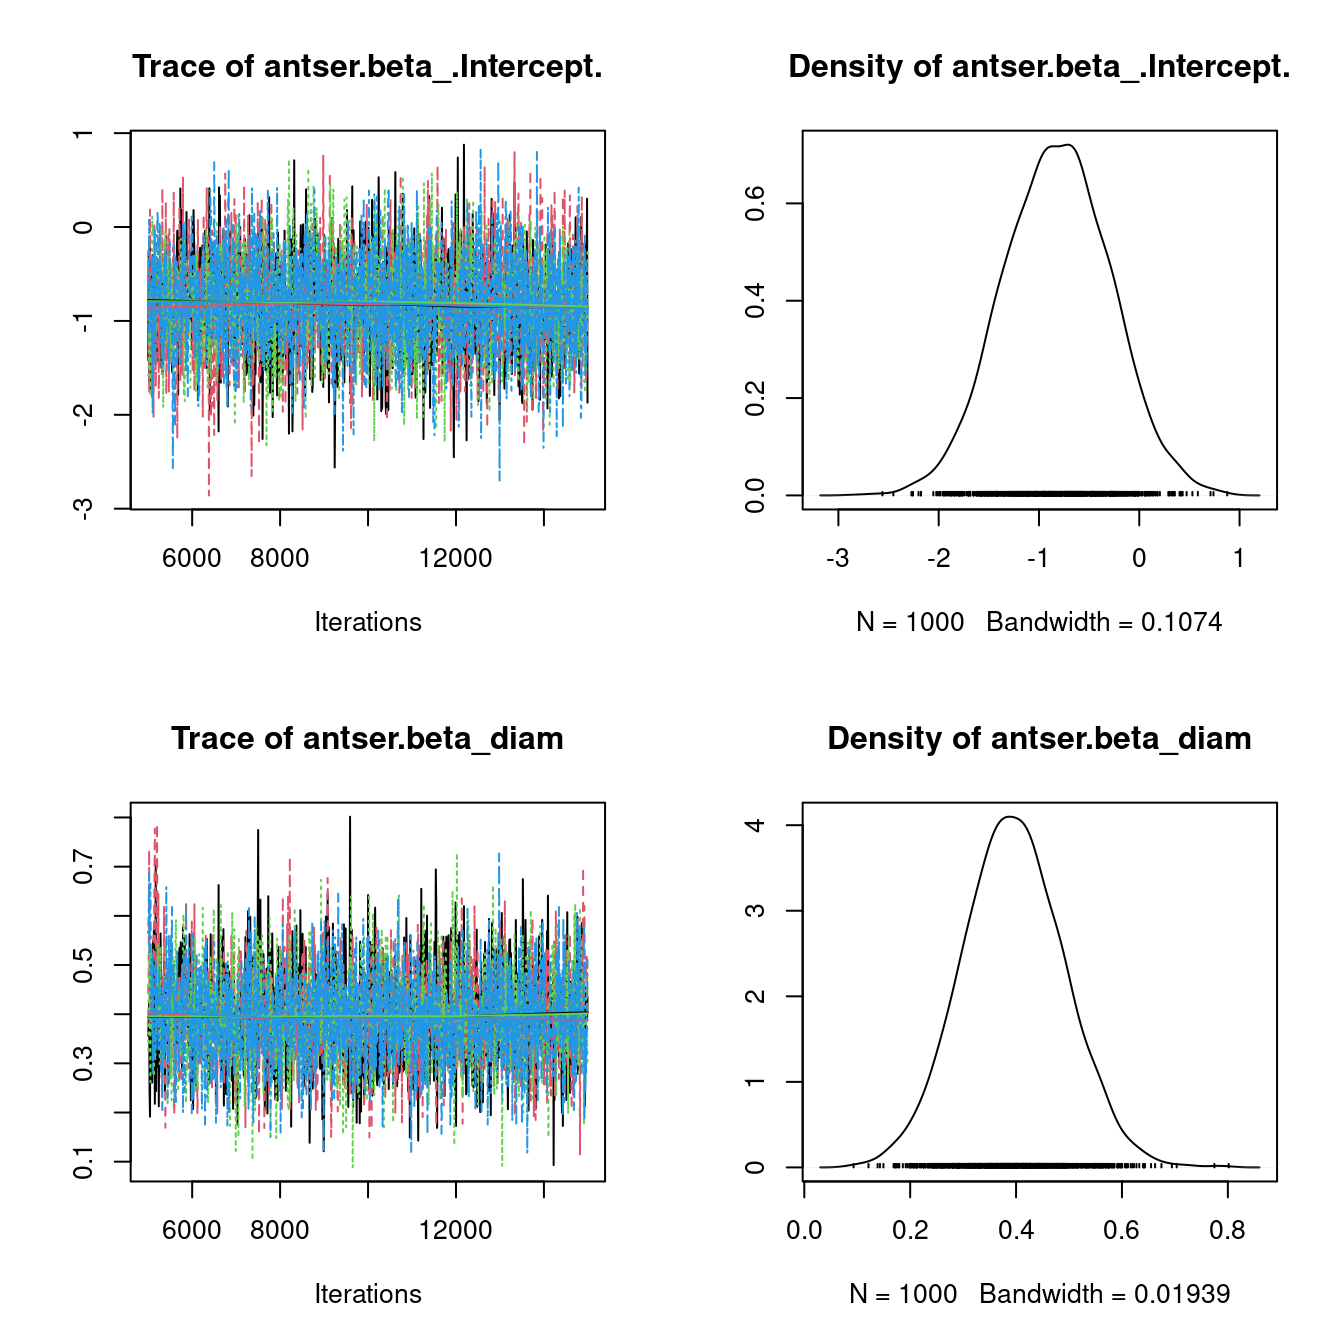 Trace of antser.beta_.Intercept.
1
0
-1
-2
-3
6000 8000 12000
Iterations
Density of antser.beta_.Intercept.
0.6
0.4
0.2
0.0
-3 -2 -1 0 1
N = 1000 Bandwidth = 0.1074
Trace of antser.beta_diam
0.7
0.5
0.3
0.1
6000 8000 12000
Iterations
Density of antser.beta_diam
4
3
2
1
0
0.0 0.2 0.4 0.6 0.8
N = 1000 Bandwidth = 0.01939